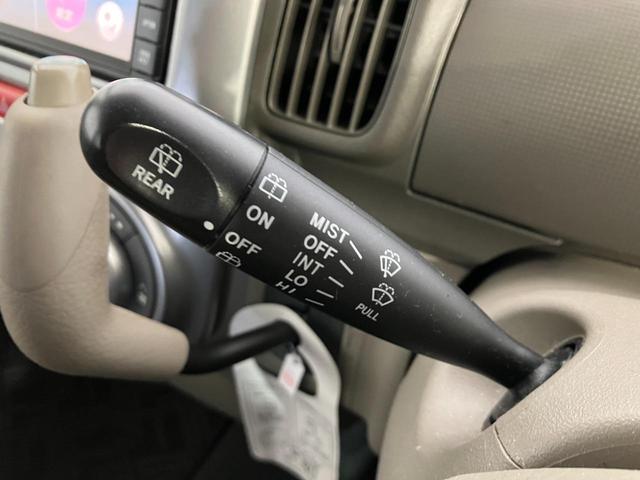 REAR
ON
OFF
MIST
OFF
INT
LO
HI
PULL